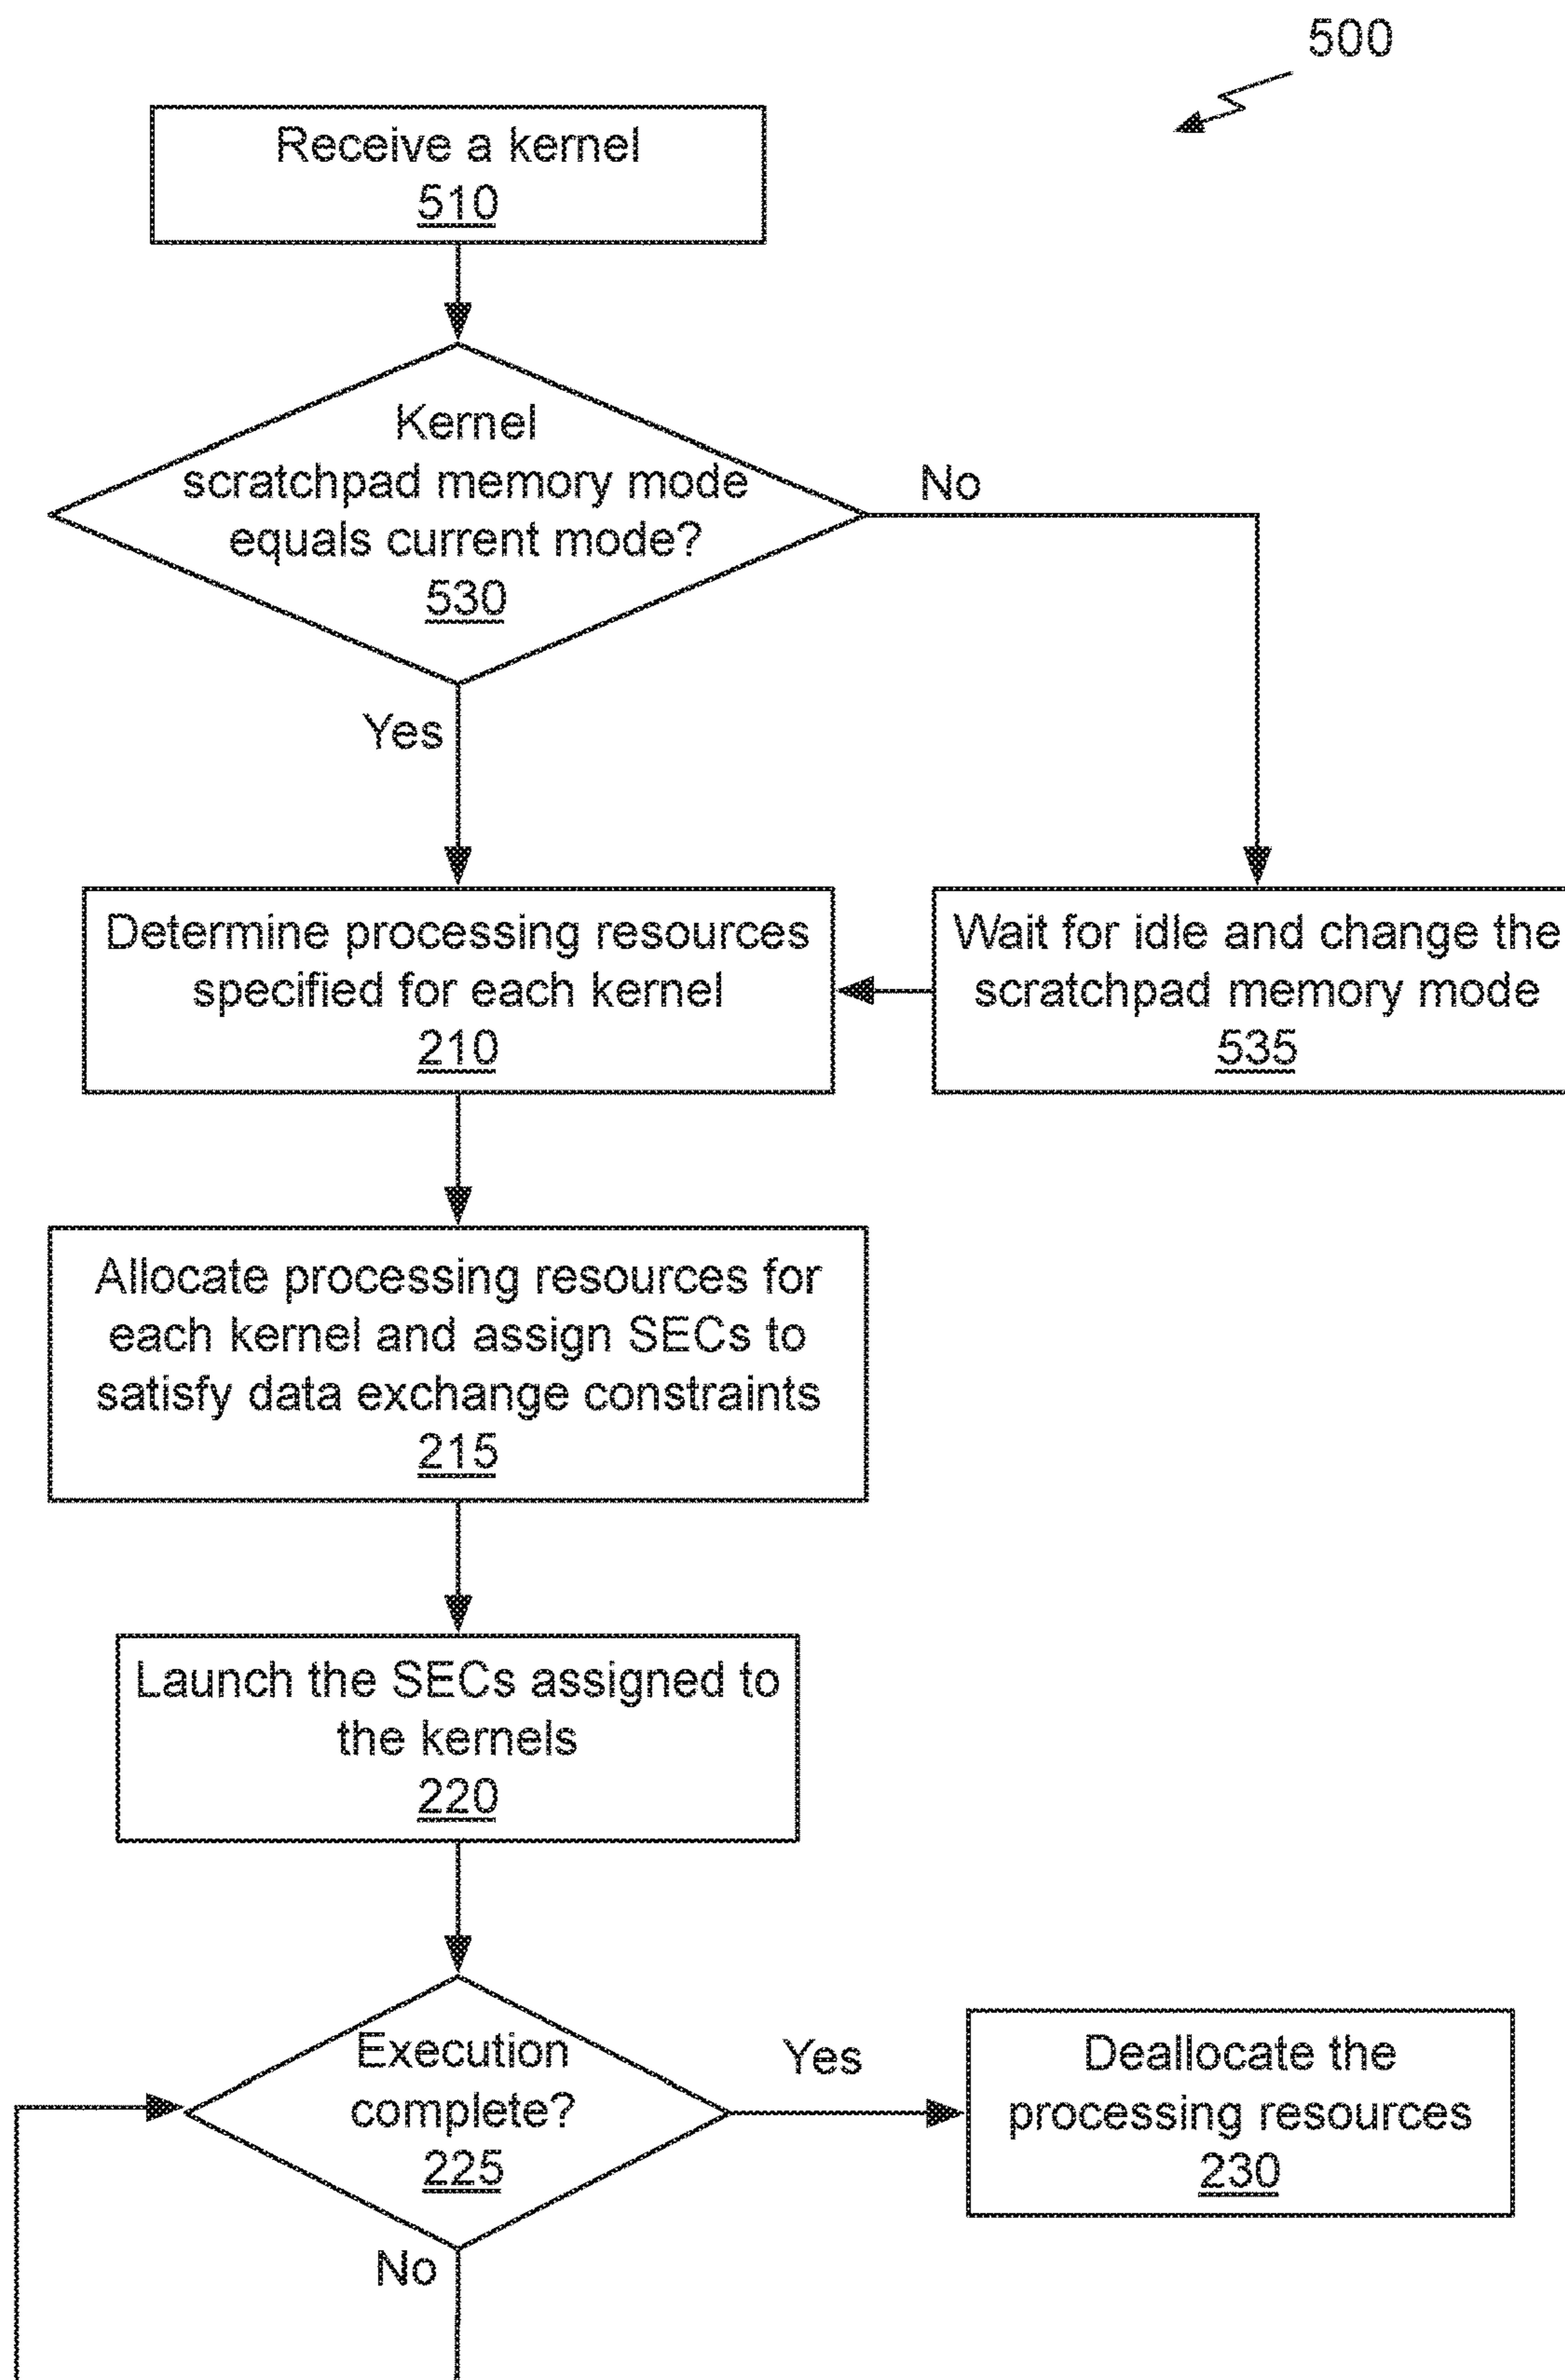 500
Receive a kernel
510
Kernel
scratchpad memory mode
equals current mode?
530
No
Yes
Determine processing resources
specified for each kernel
210
Wait for idle and change the
scratchpad memory mode
535
Allocate processing resources for
each kernel and assign SECs to
satisfy data exchange constraints
215
Launch the SECs assigned to
the kernels
220
Execution
complete?
225
Yes
Deallocate the
processing resources
230
No